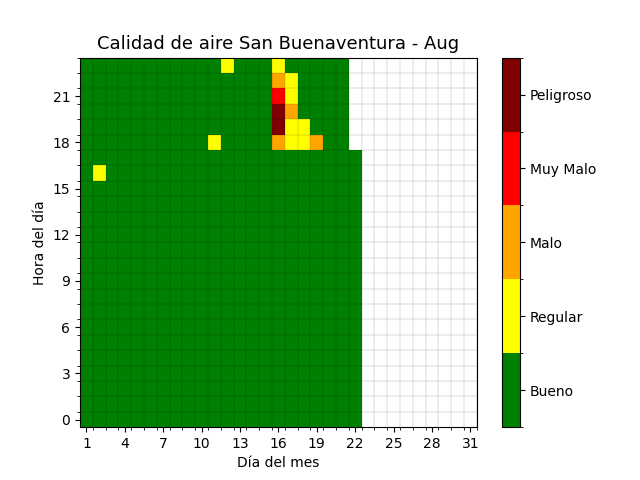 Calidad de aire San Buenaventura - Aug
Hora del día
21
18
15
12
9
6
3
0
1 4 7 10 13 16 19 22 25 28 31
Día del mes
Peligroso
Muy Malo
Malo
Regular
Bueno